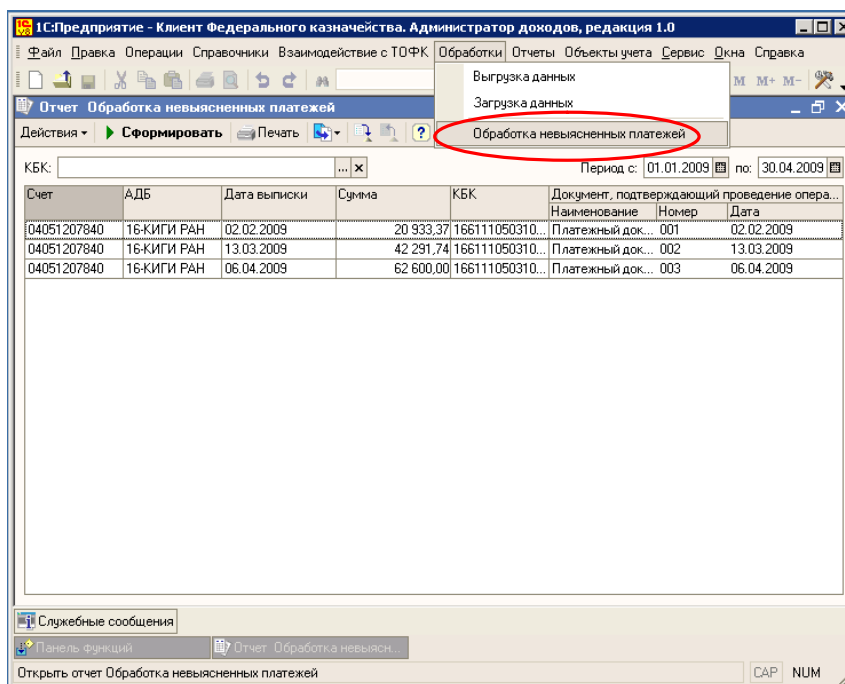 1С:Предприятие - Клиент Федерального казначейства. Администратор доходов, редакция 1.0
Файл Правка Операции Справочники Взаимодействие с ТОФК Обработки Отчеты Объекты учета Сервис Окна Справка
Выгрузка данных
M M+ M-
Загрузка данных
Отчет Обработка невыясненных платежей
Действия Сформировать Печать ?
Обработка невыясненных платежей
КБК: ... x Период с: 01.01.2009 по: 30.04.2009
Счет АДБ Дата выписки Сумма КБК Документ, подтверждающий проведение опера...
Наименование Номер Дата
04051207840 16-КИГИ РАН 02.02.2009 20 933,37 166111050310... Платежный док... 001 02.02.2009
04051207840 16-КИГИ РАН 13.03.2009 42 291,74 166111050310... Платежный док... 002 13.03.2009
04051207840 16-КИГИ РАН 06.04.2009 62 600,00 166111050310... Платежный док... 003 06.04.2009
Служебные сообщения
Панель функций Отчет Обработка невыясн...
Открыть отчет Обработка невыясненных платежей CAP NUM